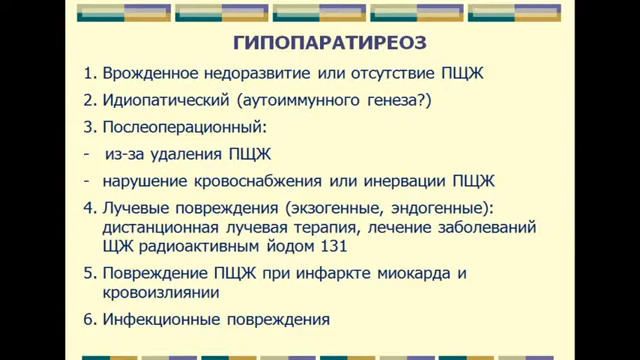 ГИПОПАРАТИРЕОЗ
1. Врожденное недоразвитие или отсутствие ПЩЖ
2. Идиопатический (аутоиммунного генеза?)
3. Послеоперационный:
- из-за удаления ПЩЖ
- нарушение кровоснабжения или инервации ПЩЖ
4. Лучевые повреждения (экзогенные, эндогенные):
дистанционная лучевая терапия, лечение заболеваний
ЩЖ радиоактивным йодом 131
5. Повреждение ПЩЖ при инфаркте миокарда и
кровоизлиянии
6. Инфекционные повреждения